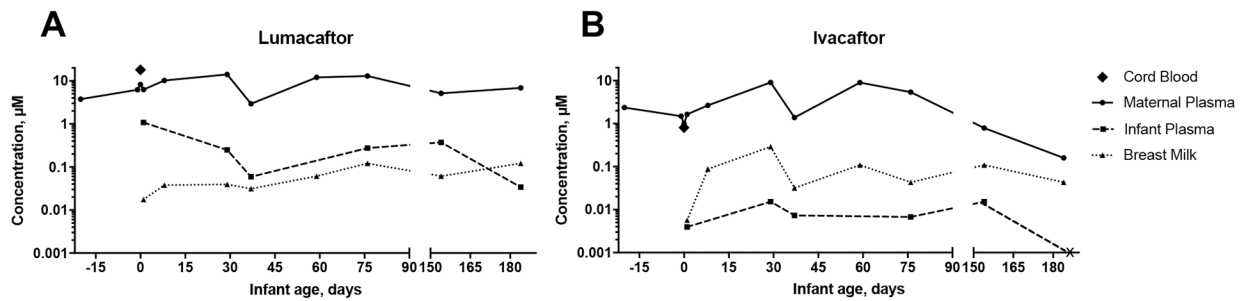 A
Lumacaftor
Concentration, µM
10
1
0.1
0.01
0.001
-15
0
15
30
45
60
75
90
150
165
180
Infant age, days
B
Ivacaftor
Concentration, µM
10
1
0.1
0.01
0.001
-15
0
15
30
45
60
75
90
150
165
180
Infant age, days
X
Cord Blood
Maternal Plasma
Infant Plasma
Breast Milk